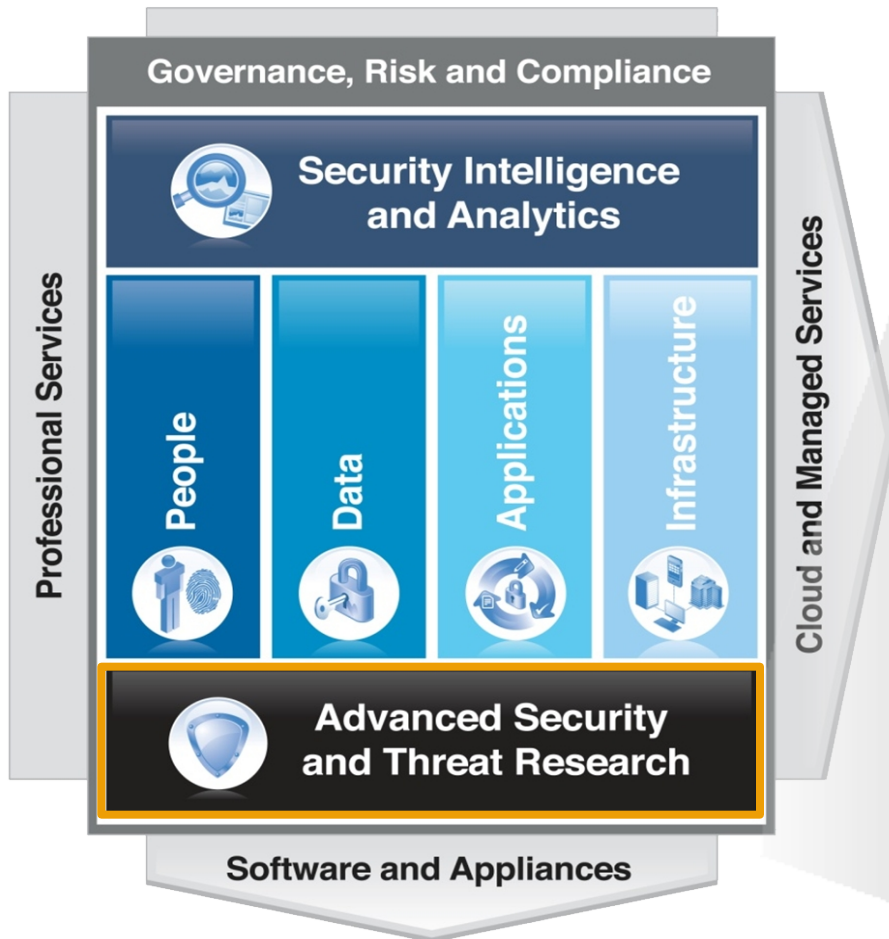 Governance, Risk and Compliance
Security Intelligence
and Analytics
Professional Services
People
Data
Applications
Infrastructure
Cloud and Managed Services
Advanced Security
and Threat Research
Software and Appliances